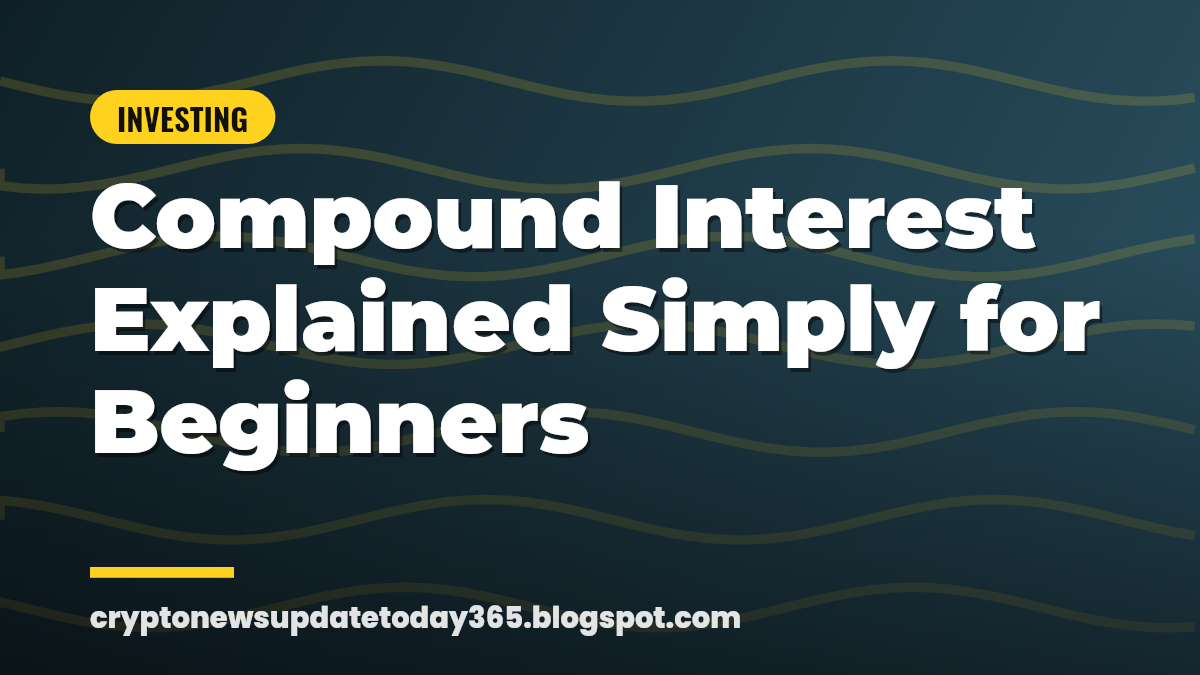 INVESTING
Compound Interest
Explained Simply for
Beginners
cryptonewsupdatetoday365.blogspot.com